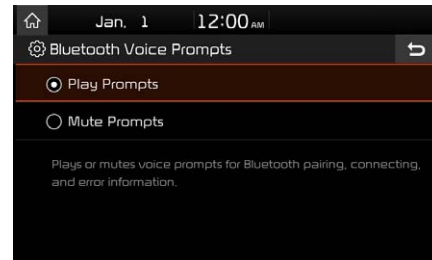 Jan. 1 12:00 AM
Bluetooth Voice Prompts
Play Prompts
Mute Prompts
Plays or mutes voice prompts for Bluetooth pairing, connecting,
and error information.